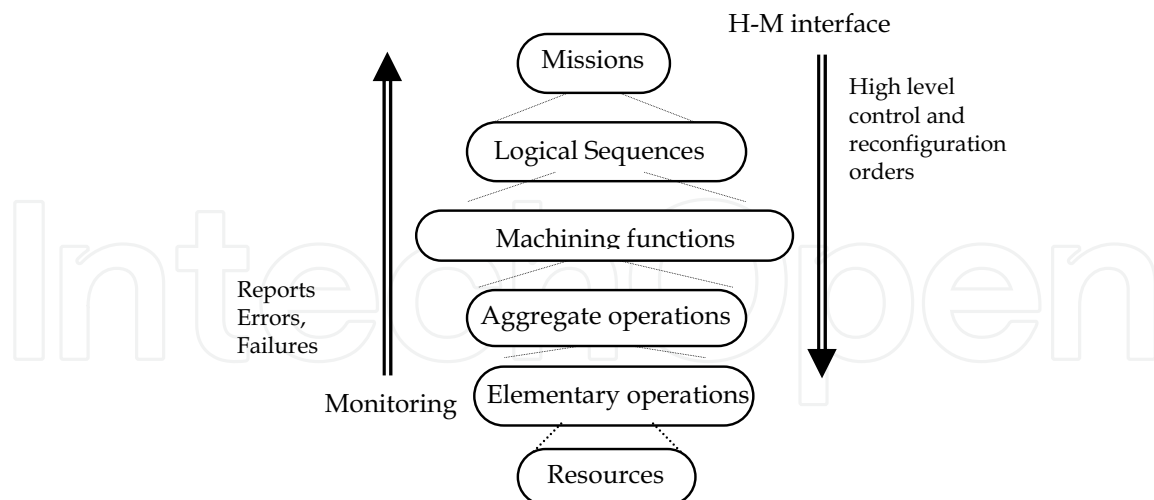 H-M interface
Missions
High level
control and
reconfiguration
orders
Logical Sequences
Machining functions
Reports
Errors,
Failures
Aggregate operations
Monitoring
Elementary operations
Resources
IntechOpen